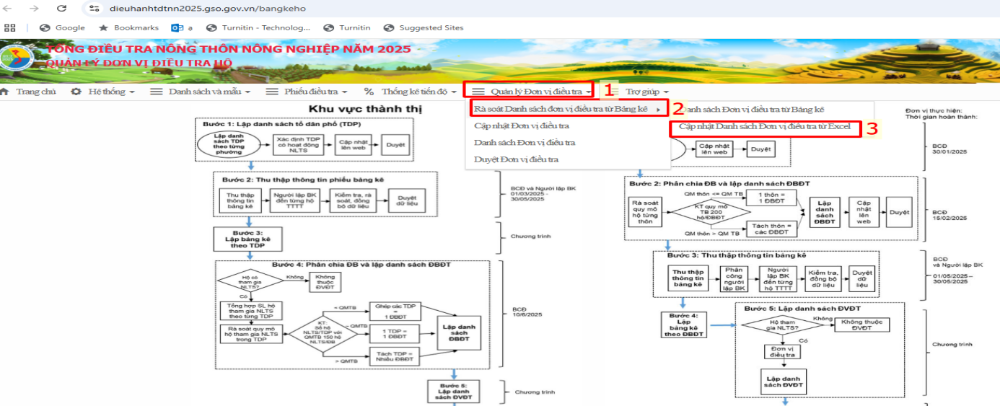 dieuhanhtdtnn2025.gso.gov.vn/bangkeho
Google Bookmarks a Turnitin - Technolog... Turnitin Suggested Sites
TỔNG ĐIỀU TRA NÔNG THÔN NÔNG NGHIỆP NĂM 2025
QUẢN LÝ ĐƠN VỊ ĐIỀU TRA HỘ
Trang chủ Hệ thống Danh sách và mẫu Phiếu điều tra % Thống kê tiến độ Quản lý Đơn vị điều tra 1 Trợ giúp
Rà soát Danh sách đơn vị điều tra từ Bảng kê 2 Danh sách Đơn vị điều tra từ Bảng kê
Cập nhật Đơn vị điều tra
Cập nhật Danh sách Đơn vị điều tra từ Excel 3
Danh sách Đơn vị điều tra
Duyệt Đơn vị điều tra
Khu vực thành thị
Bước 1: Lập danh sách tổ dân phố (TDP)
Lập danh
sách TDP
theo từng
phường
Xác định TDP
có hoạt động
NLTS
Cập nhật
lên web
Duyệt
Bước 2: Thu thập thông tin phiếu bảng kê
Thu thập
thông tin
bảng kê
Người lập BK
đến từng hộ
TTTT
Kiểm tra, rà
soát, đồng
bộ dữ liệu
Duyệt
dữ liệu
BCĐ và Người lập BK
01/03/2025 -
30/05/2025
Bước 3:
Lập bảng kê
theo TDP
Chương trình
Bước 4: Phân chia ĐB và lập danh sách ĐBĐT
Hộ có
tham gia
NLTS?
Không
Không
thuộc
ĐVĐT
Có
Tổng hợp SL hộ
tham gia NLTS
theo từng TDP
Rà soát quy mô
hộ tham gia NLTS
trong TDP
KT:
Số hộ
NLTS/TDP với
QMTB 150 hộ
NLTS/ĐB
< QMTB
Ghép các TDP
=
1 ĐBĐT
~ QMTB
1 TDP =
1 ĐBĐT
> QMTB
Tách TDP =
Nhiều ĐBĐT
Lập danh
sách
ĐBĐT
BCĐ
10/6/2025
Bước 5:
Lập danh
sách ĐVĐT
Chương trình
Đơn vị thực hiện:
Thời gian hoàn thành:
Cập nhật
lên web
Duyệt
BCĐ
30/01/2025
Bước 2: Phân chia ĐB và lập danh sách ĐBĐT
Rà soát
quy mô
hộ từng
thôn
KT quy mô
TB 200
hộ/ĐBĐT
QM thôn <= QM TB
1 thôn =
1 ĐBĐT
QM thôn > QM TB
Tách thôn =
các ĐBĐT
Lập
danh
sách
ĐBĐT
Cập
nhật
lên
web
Duyệt
BCĐ
15/02/2025
Bước 3: Thu thập thông tin bảng kê
Thu thập
thông tin
bảng kê
Phân
công
người
lập BK
Người
lập BK
đến từng
hộ TTTT
Kiểm tra,
đồng bộ
dữ liệu
Duyệt
dữ
liệu
BCĐ
và Người lập BK
01/05/2025 –
30/05/2025
Bước 4:
Lập
bảng kê
theo ĐBĐT
Bước 5: Lập danh sách ĐVĐT
Hộ tham
gia NLTS?
Không
Không thuộc
ĐVĐT
Có
Đơn vị
điều tra
Lập danh
sách
ĐVĐT
Chương trình